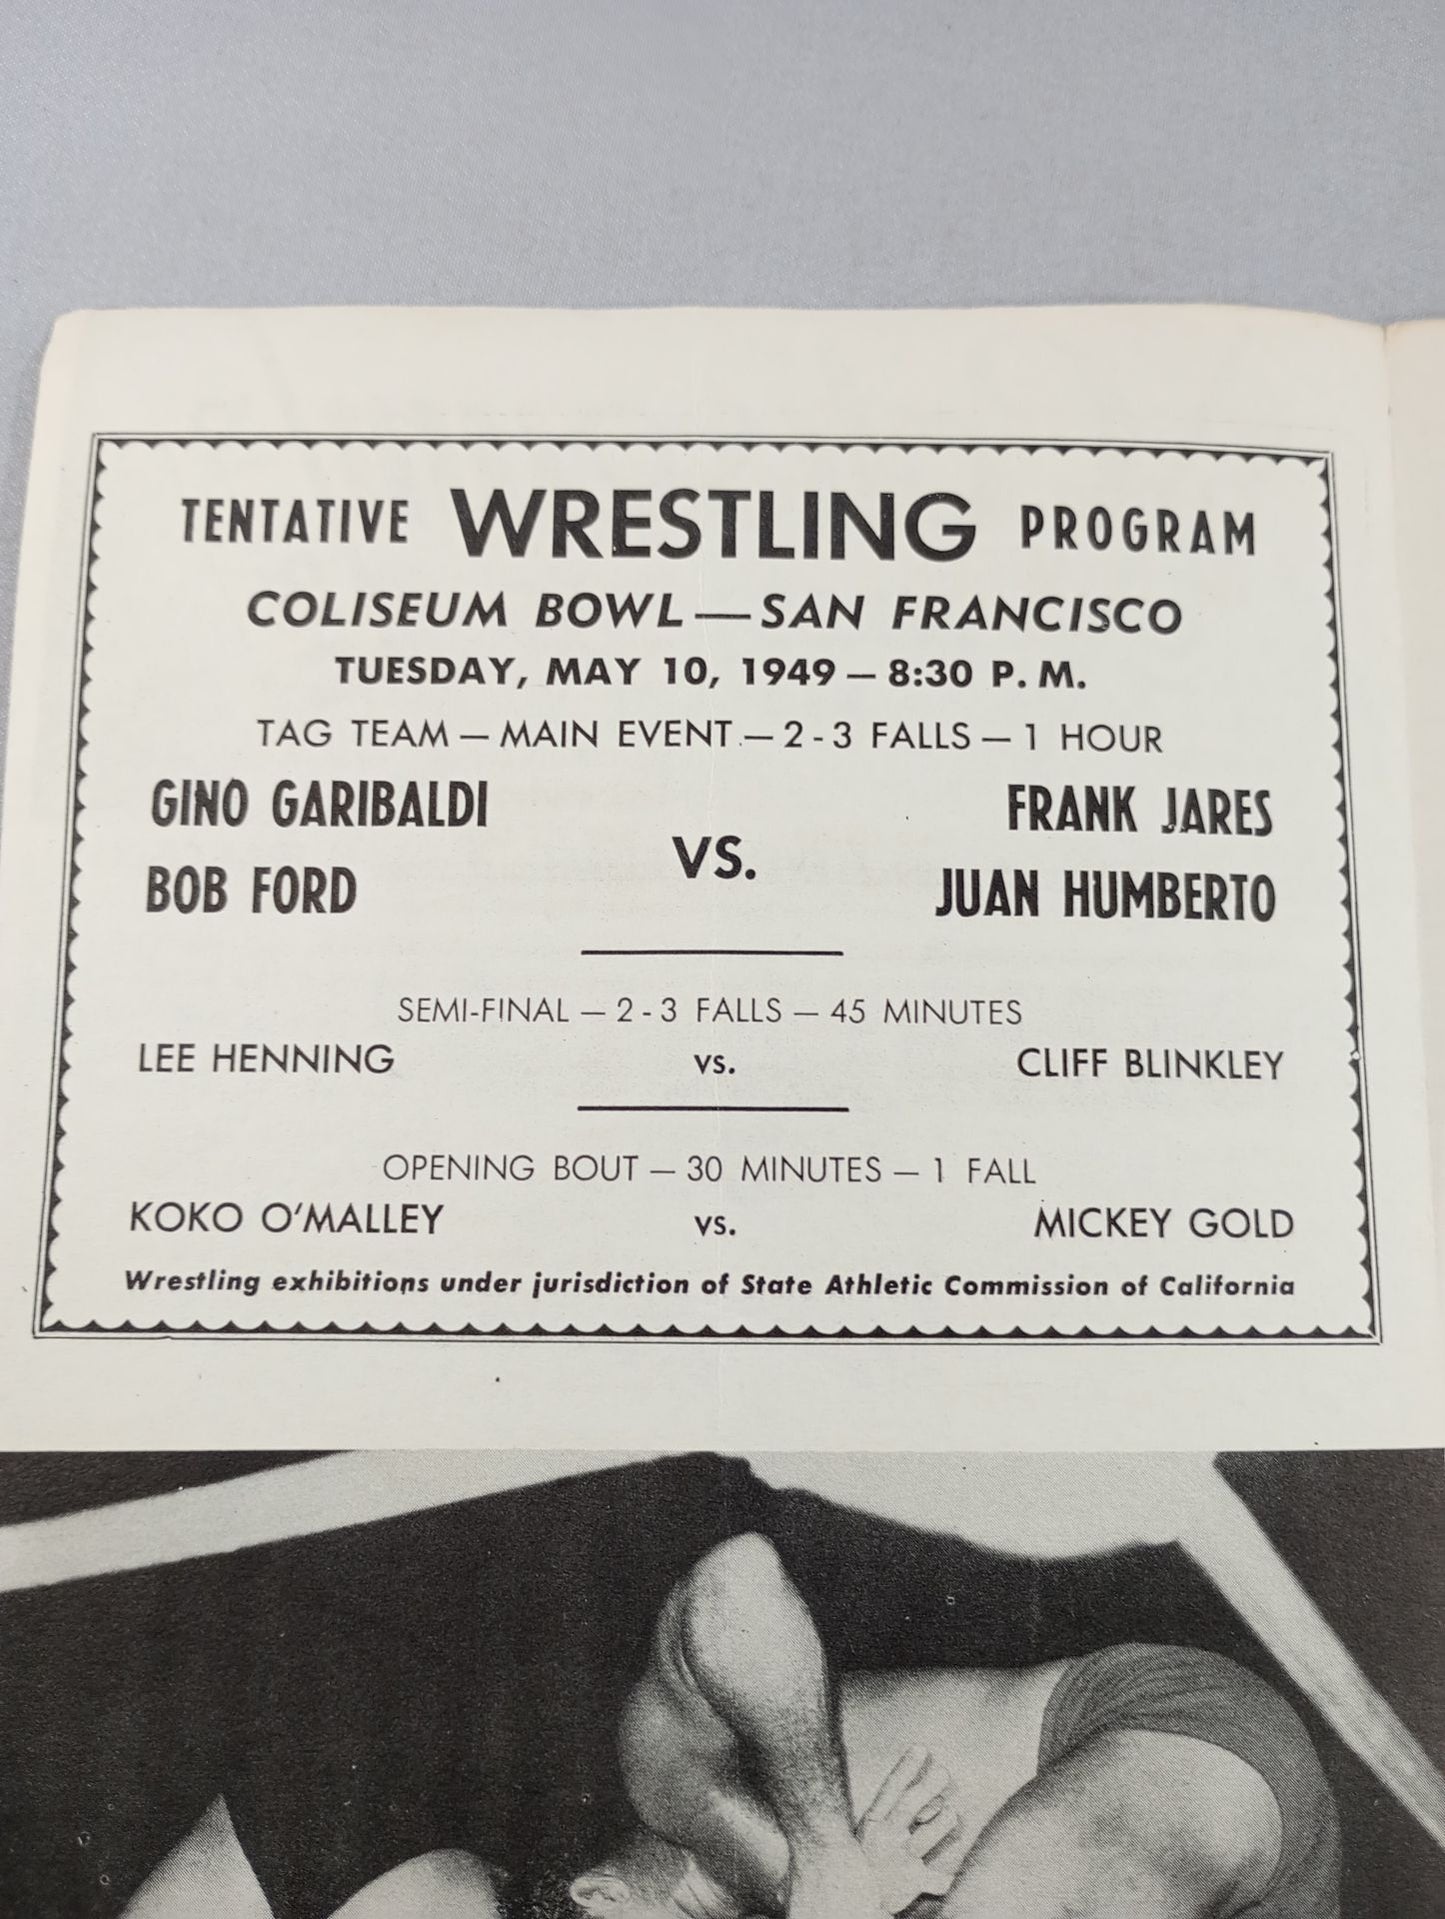 TENTATIVE WRESTLING PROGRAM
COLISEUM BOWL—SAN FRANCISCO
TUESDAY, MAY 10, 1949 — 8:30 P. M.
TAG TEAM — MAIN EVENT — 2 - 3 FALLS — 1 HOUR
GINO GARIBALDI FRANK JARES
VS.
BOB FORD JUAN HUMBERTO
SEMI-FINAL — 2 - 3 FALLS — 45 MINUTES
LEE HENNING vs. CLIFF BLINKLEY
OPENING BOUT — 30 MINUTES — 1 FALL
KOKO O'MALLEY vs. MICKEY GOLD
Wrestling exhibitions under jurisdiction of State Athletic Commission of California